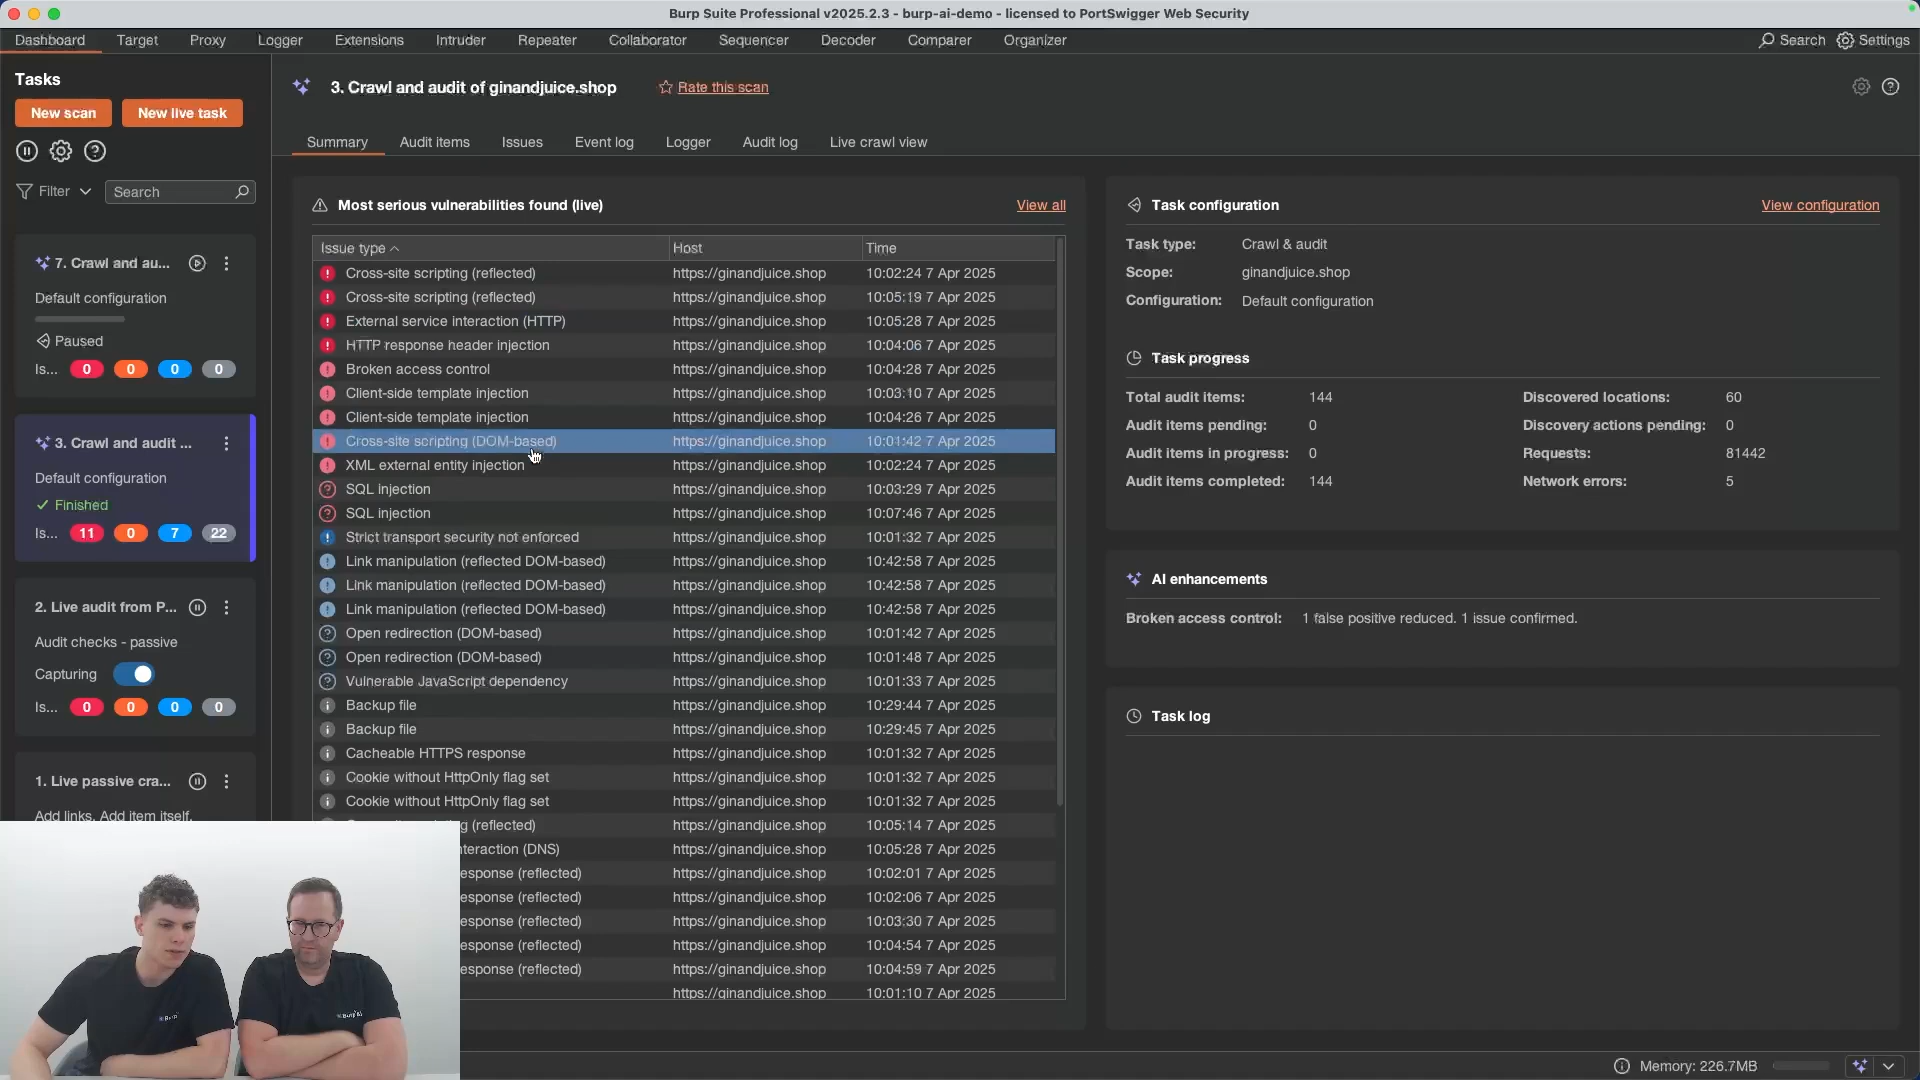 Burp Suite Professional v2025.2.3 - burp-ai-demo - licensed to PortSwigger Web Security
Dashboard Target Proxy Logger Extensions Intruder Repeater Collaborator Sequencer Decoder Comparer Organizer Search Settings
Tasks
New scan New live task
Filter Search
7. Crawl and au...
Default configuration
Paused
Is... 0 0 0 0
3. Crawl and audit ...
Default configuration
Finished
Is... 11 0 7 22
2. Live audit from P...
Audit checks - passive
Capturing
Is... 0 0 0 0
1. Live passive cra...
Add links. Add item itself.
3. Crawl and audit of ginandjuice.shop Rate this scan
Summary Audit items Issues Event log Logger Audit log Live crawl view
Most serious vulnerabilities found (live) View all
Issue type Host Time
Cross-site scripting (reflected) https://ginandjuice.shop 10:02:24 7 Apr 2025
Cross-site scripting (reflected) https://ginandjuice.shop 10:05:19 7 Apr 2025
External service interaction (HTTP) https://ginandjuice.shop 10:05:28 7 Apr 2025
HTTP response header injection https://ginandjuice.shop 10:04:06 7 Apr 2025
Broken access control https://ginandjuice.shop 10:04:28 7 Apr 2025
Client-side template injection https://ginandjuice.shop 10:03:10 7 Apr 2025
Client-side template injection https://ginandjuice.shop 10:04:26 7 Apr 2025
Cross-site scripting (DOM-based) https://ginandjuice.shop 10:01:42 7 Apr 2025
XML external entity injection https://ginandjuice.shop 10:02:24 7 Apr 2025
SQL injection https://ginandjuice.shop 10:03:29 7 Apr 2025
SQL injection https://ginandjuice.shop 10:07:46 7 Apr 2025
Strict transport security not enforced https://ginandjuice.shop 10:01:32 7 Apr 2025
Link manipulation (reflected DOM-based) https://ginandjuice.shop 10:42:58 7 Apr 2025
Link manipulation (reflected DOM-based) https://ginandjuice.shop 10:42:58 7 Apr 2025
Link manipulation (reflected DOM-based) https://ginandjuice.shop 10:42:58 7 Apr 2025
Open redirection (DOM-based) https://ginandjuice.shop 10:01:42 7 Apr 2025
Open redirection (DOM-based) https://ginandjuice.shop 10:01:48 7 Apr 2025
Vulnerable JavaScript dependency https://ginandjuice.shop 10:01:33 7 Apr 2025
Backup file https://ginandjuice.shop 10:29:44 7 Apr 2025
Backup file https://ginandjuice.shop 10:29:45 7 Apr 2025
Cacheable HTTPS response https://ginandjuice.shop 10:01:32 7 Apr 2025
Cookie without HttpOnly flag set https://ginandjuice.shop 10:01:32 7 Apr 2025
Cookie without HttpOnly flag set https://ginandjuice.shop 10:01:32 7 Apr 2025
g (reflected) https://ginandjuice.shop 10:05:14 7 Apr 2025
nteraction (DNS) https://ginandjuice.shop 10:05:28 7 Apr 2025
esponse (reflected) https://ginandjuice.shop 10:02:01 7 Apr 2025
esponse (reflected) https://ginandjuice.shop 10:02:06 7 Apr 2025
esponse (reflected) https://ginandjuice.shop 10:03:30 7 Apr 2025
esponse (reflected) https://ginandjuice.shop 10:04:54 7 Apr 2025
esponse (reflected) https://ginandjuice.shop 10:04:59 7 Apr 2025
https://ginandjuice.shop 10:01:10 7 Apr 2025
Task configuration View configuration
Task type: Crawl & audit
Scope: ginandjuice.shop
Configuration: Default configuration
Task progress
Total audit items: 144 Discovered locations: 60
Audit items pending: 0 Discovery actions pending: 0
Audit items in progress: 0 Requests: 81442
Audit items completed: 144 Network errors: 5
AI enhancements
Broken access control: 1 false positive reduced. 1 issue confirmed.
Task log
Memory: 226.7MB